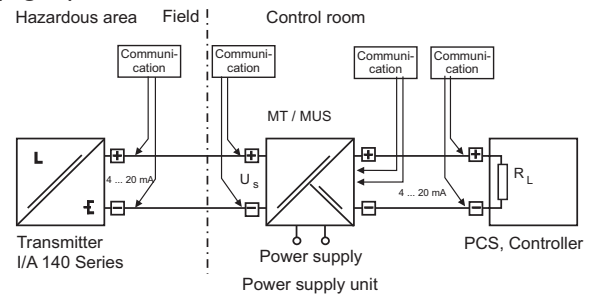 Hazardous area
Field
Control room
Communi-
cation
Communi-
cation
Communi-
cation
Communi-
cation
MT / MUS
L
4 ... 20 mA
U s
4 ... 20 mA
R L
Transmitter
I/A 140 Series
Power supply
PCS, Controller
Power supply unit